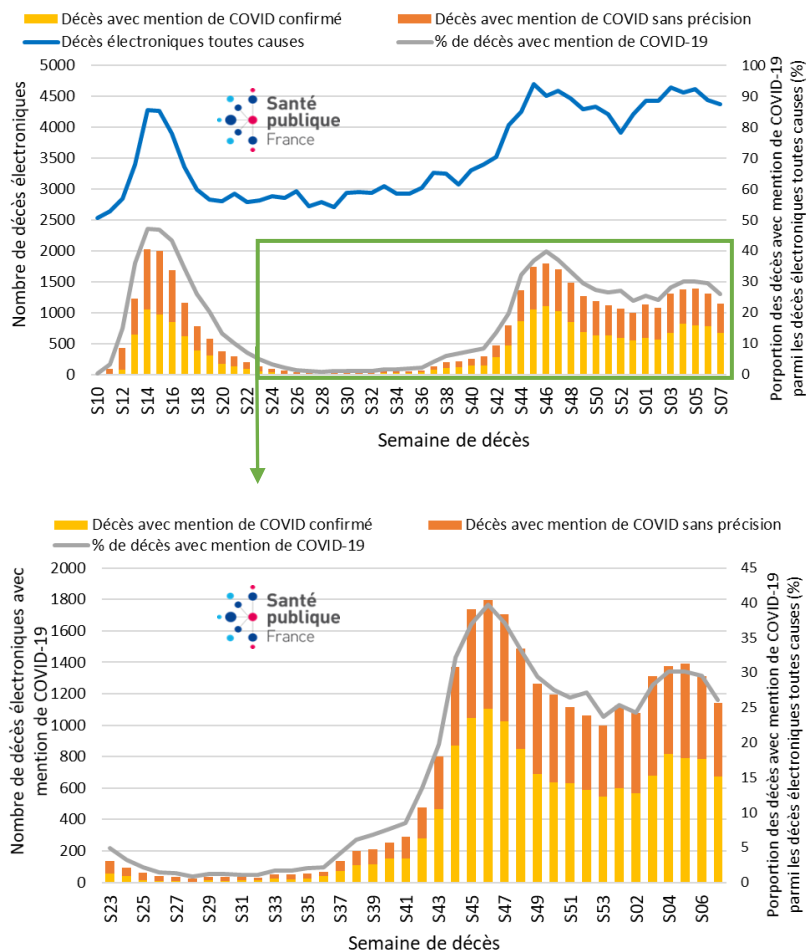 Décès avec mention de COVID confirmé
Décès avec mention de COVID sans précision
Décès électroniques toutes causes
% de décès avec mention de COVID-19
Nombre de décès électroniques
5000
4500
4000
3500
3000
2500
2000
1500
1000
500
0
Santé
publique
France
100
90
80
70
60
50
40
30
20
10
0
Porportion des décès avec mention de COVID-19
parmi les décès électroniques toutes causes (%)
S10
S12
S14
S16
S18
S20
S22
S24
S26
S28
S30
S32
S34
S36
S38
S40
S42
S44
S46
S48
S50
S52
S01
S03
S05
S07
Semaine de décès
Décès avec mention de COVID confirmé
Décès avec mention de COVID sans précision
% de décès avec mention de COVID-19
Nombre de décès électroniques avec
mention de COVID-19
2000
1800
1600
1400
1200
1000
800
600
400
200
0
Santé
publique
France
45
40
35
30
25
20
15
10
5
0
Proportion des décès avec mention de COVID-19
parmi les décès électroniques toutes causes (%)
S23
S25
S27
S29
S31
S33
S35
S37
S39
S41
S43
S45
S47
S49
S51
S53
S02
S04
S06
Semaine de décès